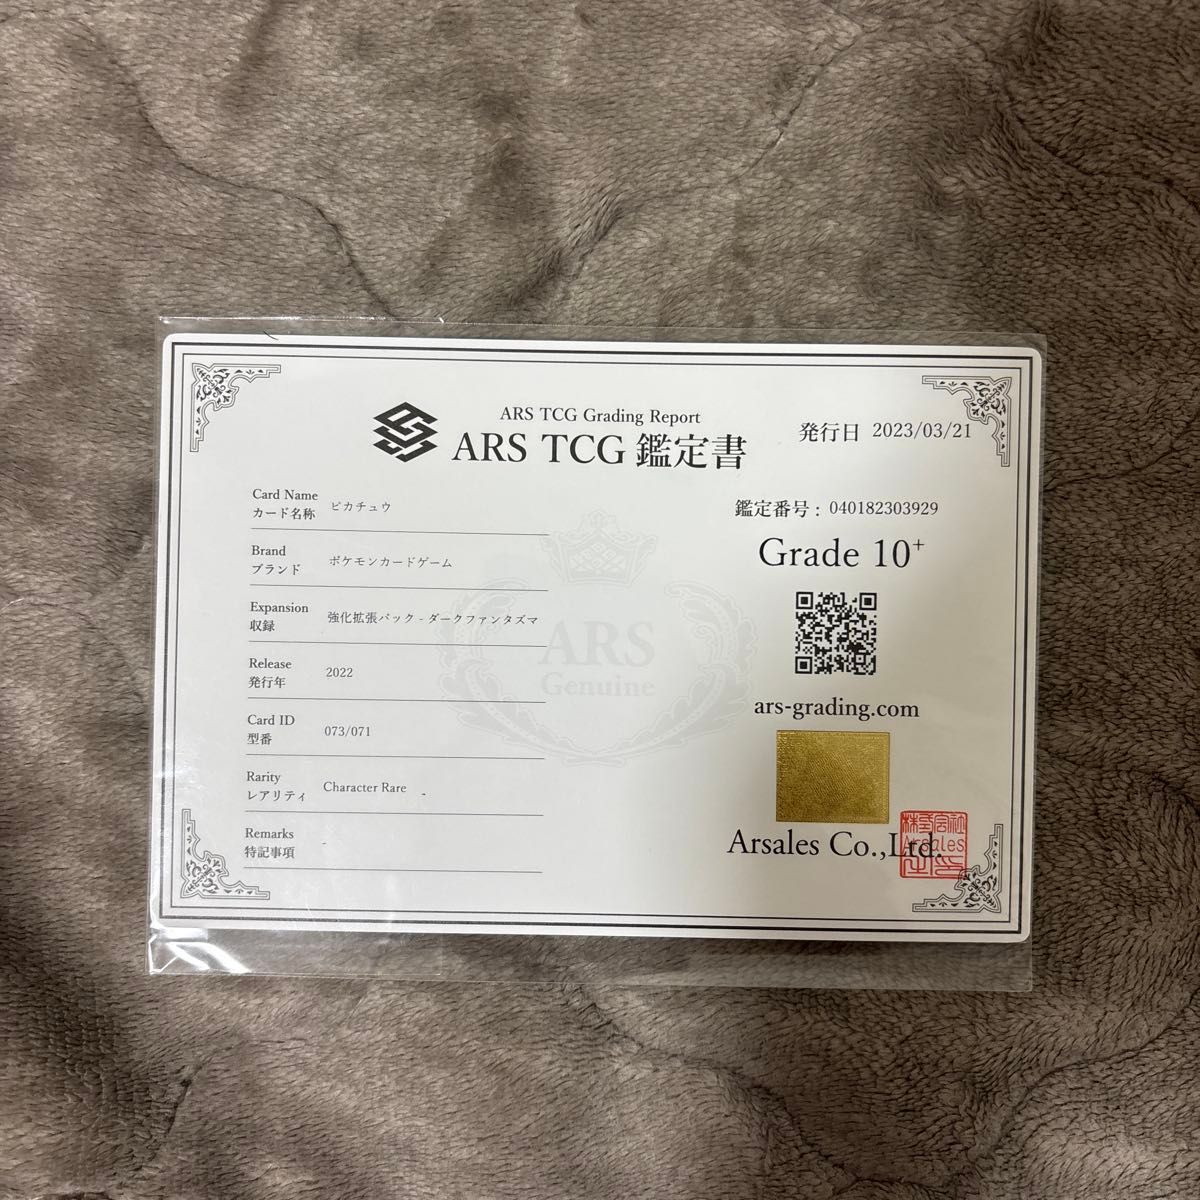 ARS TCG Grading Report
ARS TCG 鑑定書
発行日 2023/03/21
Card Name
カード名称 ピカチュウ
Brand
ブランド ポケモンカードゲーム
Expansion
収録 強化拡張パック - ダークファンタズマ
Release
発行年 2022
Card ID
型番 073/071
Rarity
レアリティ Character Rare -
Remarks
特記事項 -
ARS
Genuine
鑑定番号 : 040182303929
Grade 10+
ars-grading.com
Arsales Co.,Ltd.
株式会社
Arsales